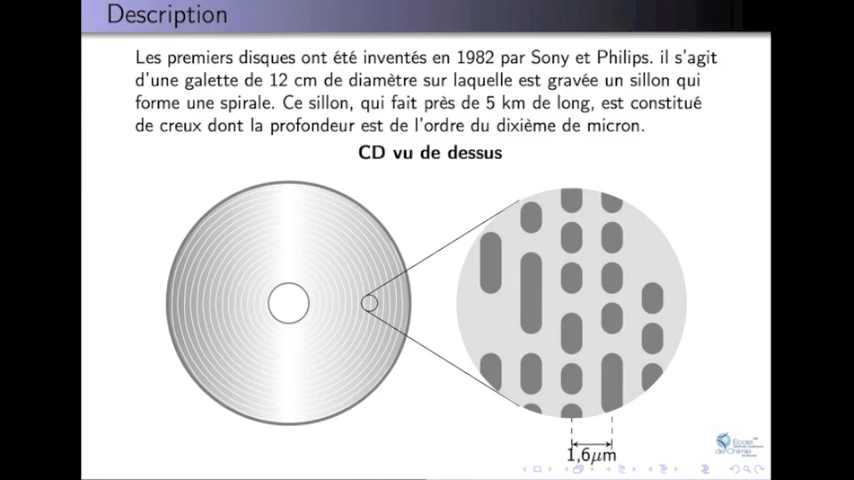 Description
Les premiers disques ont été inventés en 1982 par Sony et Philips. il s'agit
d'une galette de 12 cm de diamètre sur laquelle est gravée un sillon qui
forme une spirale. Ce sillon, qui fait près de 5 km de long, est constitué
de creux dont la profondeur est de l'ordre du dixième de micron.
CD vu de dessus
1,6μm
Ecole
de Chimie